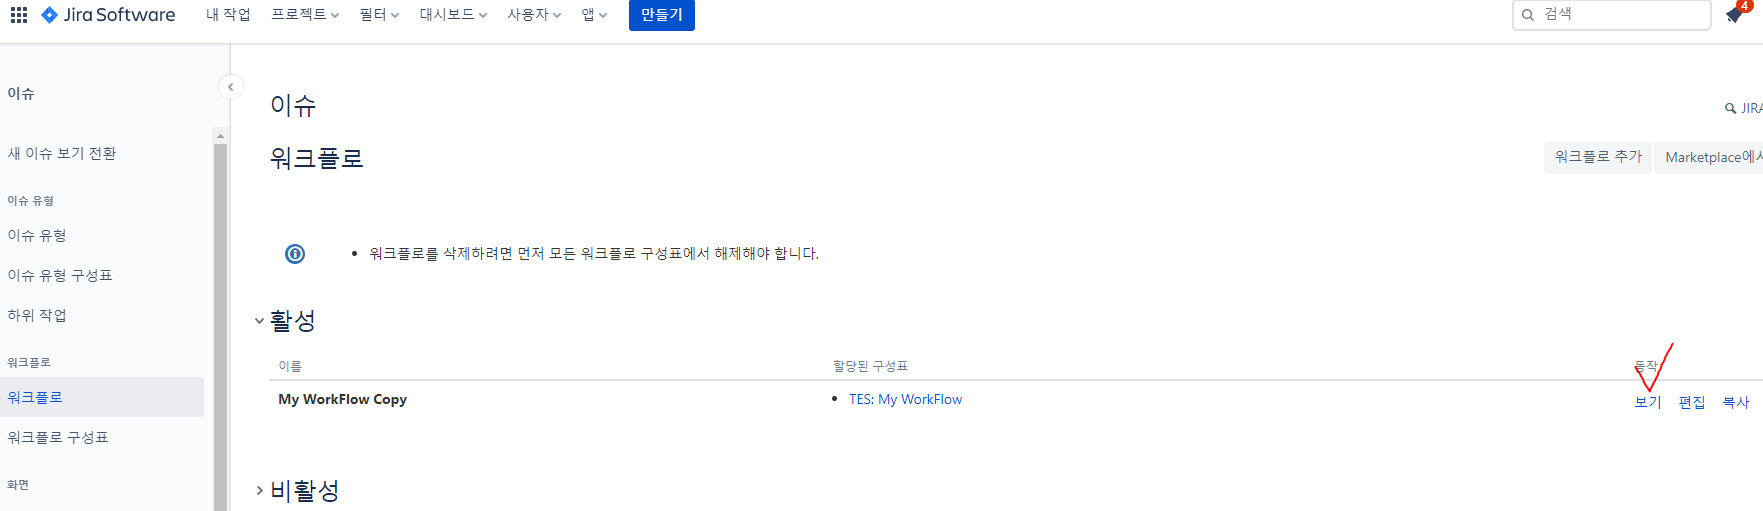 Jira Software 내 작업 프로젝트 필터 대시보드 사용자 앱 만들기 검색 4
이슈
새 이슈 보기 전환
이슈 유형
이슈 유형
이슈 유형 구성표
하위 작업
워크플로
워크플로
워크플로 구성표
화면
이슈
JIRA
워크플로
워크플로 추가 Marketplace에서
워크플로를 삭제하려면 먼저 모든 워크플로 구성표에서 해제해야 합니다.
활성
이름 할당된 구성표 동작
My WorkFlow Copy TES: My WorkFlow 보기 편집 복사
비활성